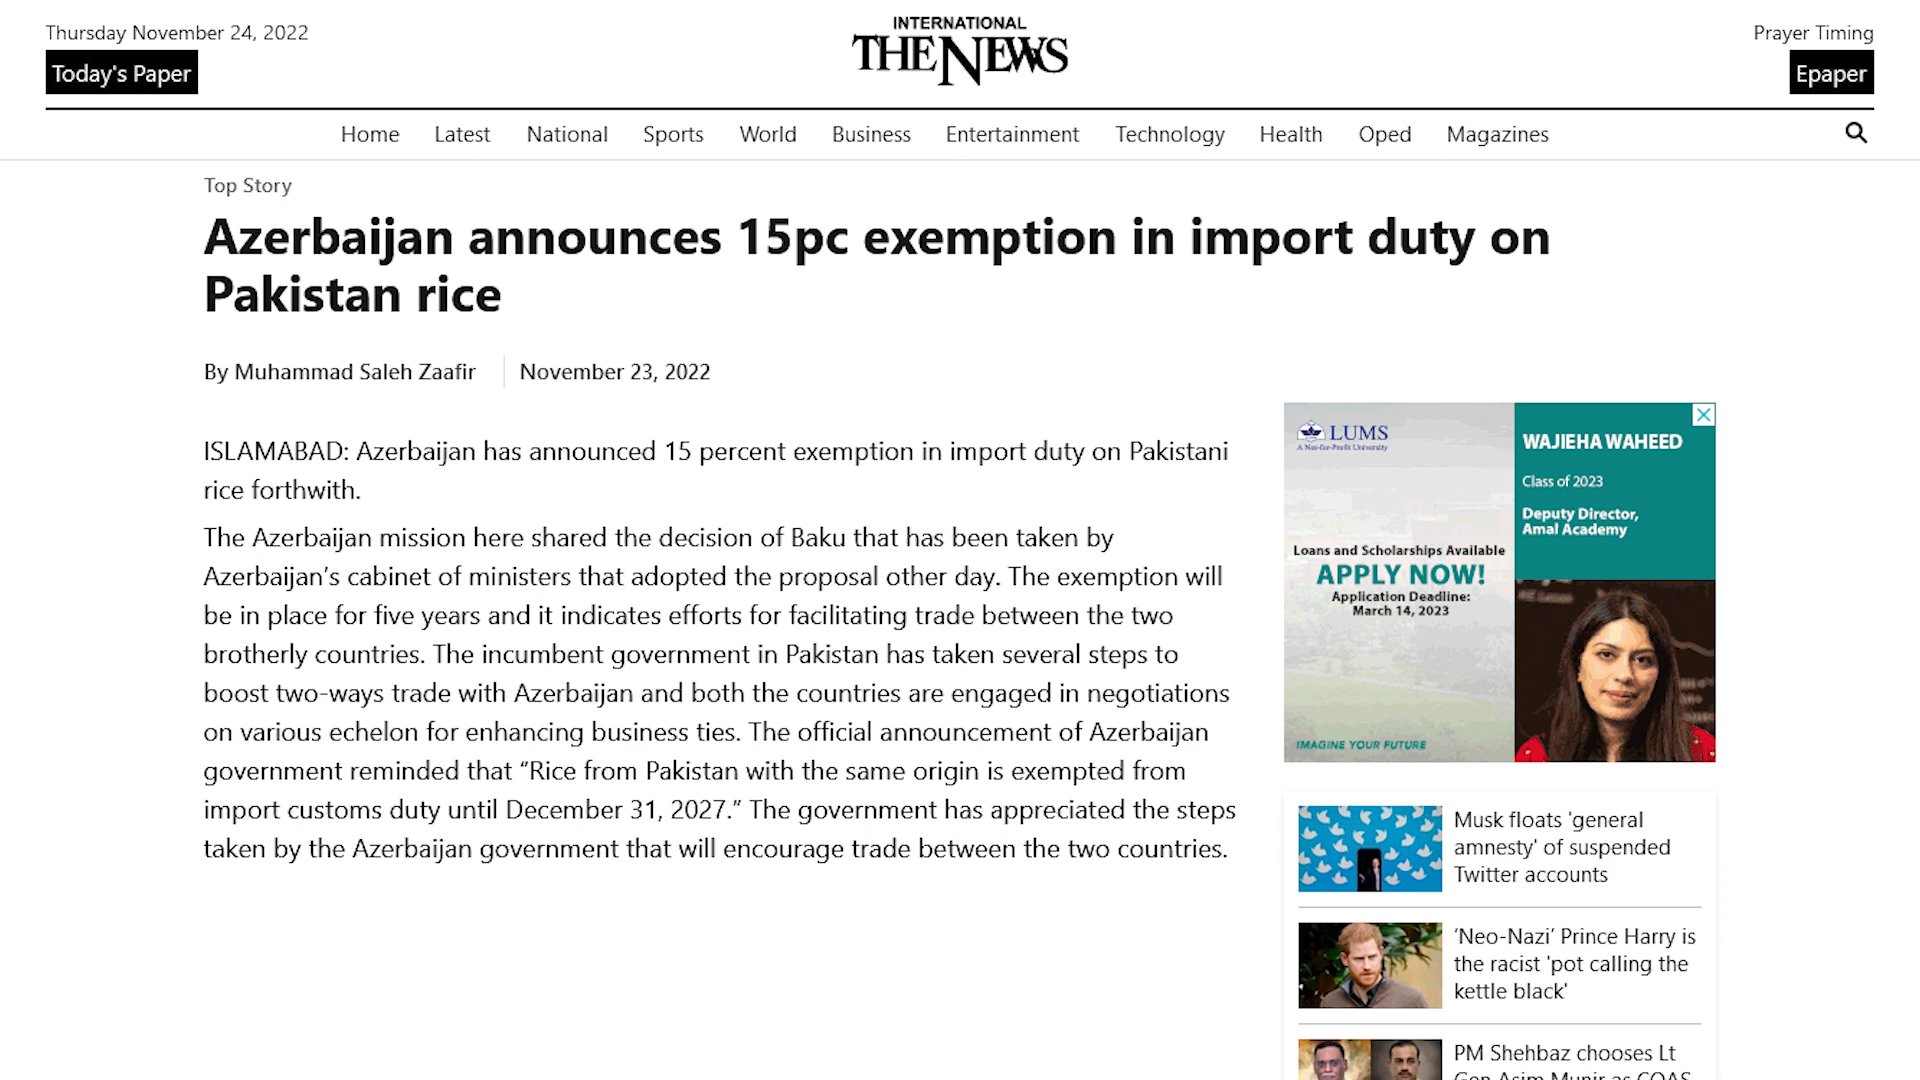 Thursday November 24, 2022
Today's Paper
INTERNATIONAL
THE NEWS
Prayer Timing
Epaper
Home Latest National Sports World Business Entertainment Technology Health Oped Magazines
Top Story
Azerbaijan announces 15pc exemption in import duty on
Pakistan rice
By Muhammad Saleh Zaafir
November 23, 2022
ISLAMABAD: Azerbaijan has announced 15 percent exemption in import duty on Pakistani
rice forthwith.
The Azerbaijan mission here shared the decision of Baku that has been taken by
Azerbaijan’s cabinet of ministers that adopted the proposal other day. The exemption will
be in place for five years and it indicates efforts for facilitating trade between the two
brotherly countries. The incumbent government in Pakistan has taken several steps to
boost two-ways trade with Azerbaijan and both the countries are engaged in negotiations
on various echelon for enhancing business ties. The official announcement of Azerbaijan
government reminded that “Rice from Pakistan with the same origin is exempted from
import customs duty until December 31, 2027.” The government has appreciated the steps
taken by the Azerbaijan government that will encourage trade between the two countries.
LUMS
A Not-for-Profit University
Loans and Scholarships Available
APPLY NOW!
Application Deadline:
March 14, 2023
IMAGINE YOUR FUTURE
WAJIEHA WAHEED
Class of 2023
Deputy Director,
Amal Academy
Musk floats 'general
amnesty' of suspended
Twitter accounts
‘Neo-Nazi’ Prince Harry is
the racist 'pot calling the
kettle black'
PM Shehbaz chooses Lt
Gen Asim Munir as COAS,